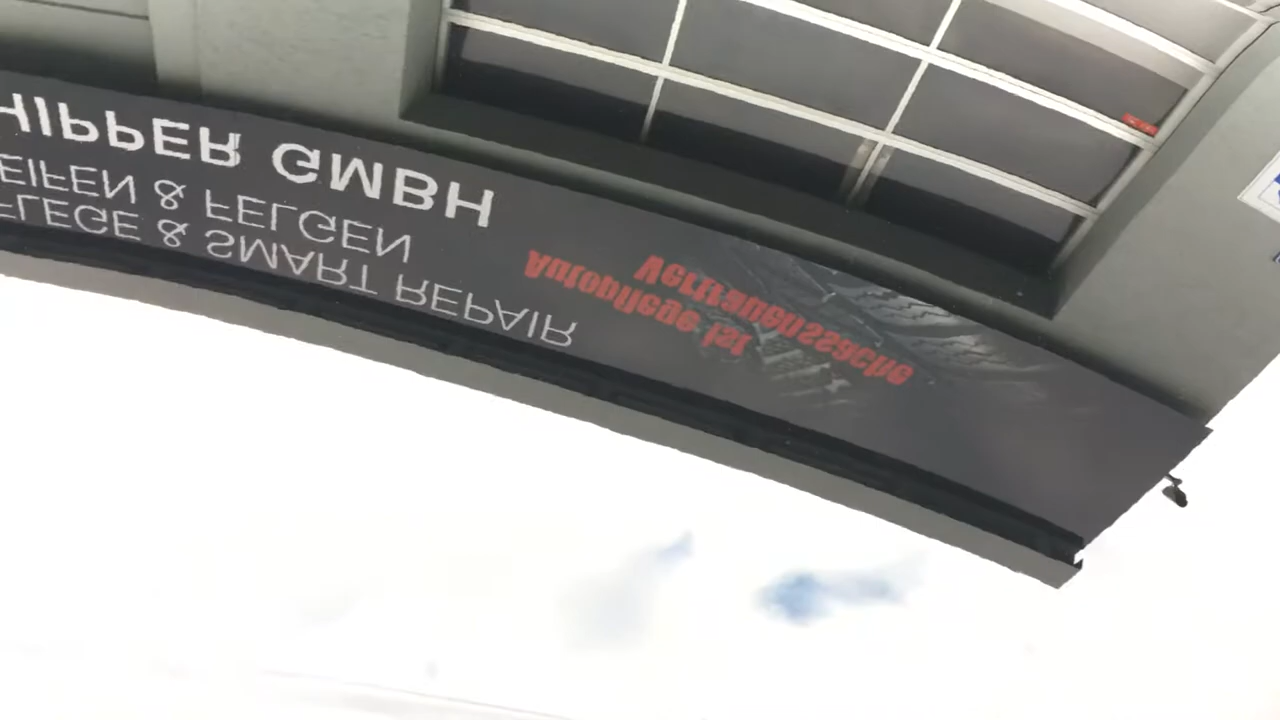 HIPPER GMBH
EIFEN & FELGEN
FLEGE & SMART REPAIR
Vertrauenssache
Autopflege ist